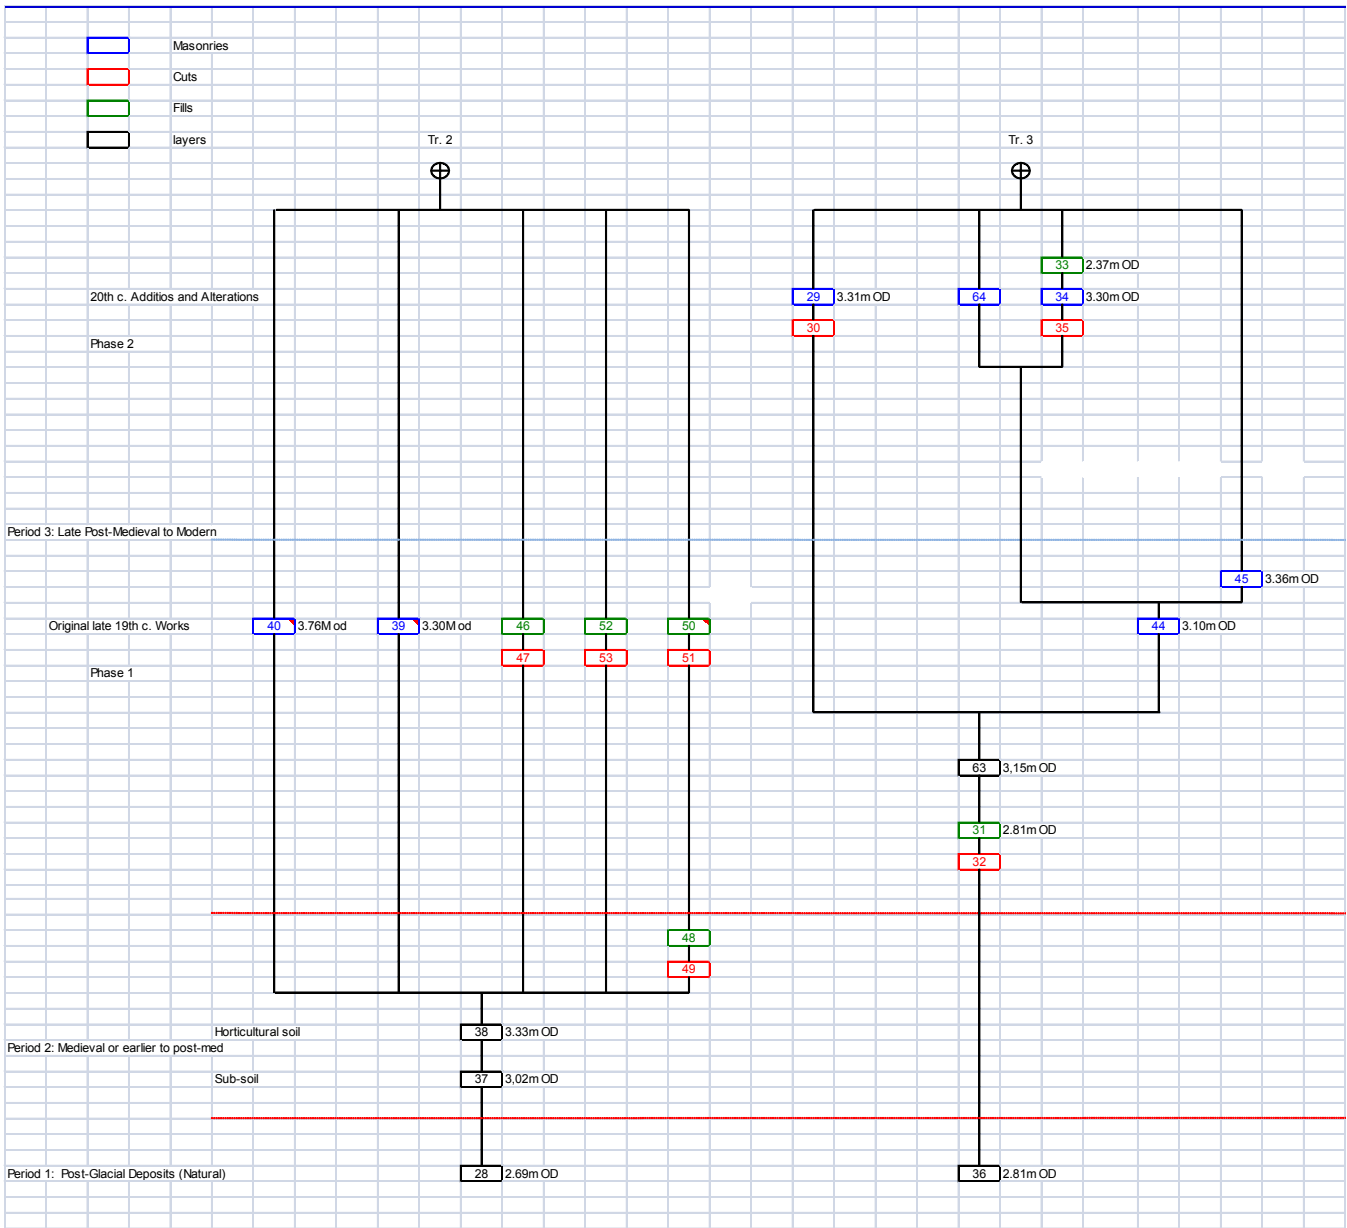 Masonries
Cuts
Fills
layers
Tr. 2 Tr. 3
33 2.37m OD
20th c. Additios and Alterations 29 3.31m OD 64 34 3.30m OD
30 35
Phase 2
Period 3: Late Post-Medieval to Modern
45 3.36m OD
Original late 19th c. Works 40 3.76M od 39 3.30M od 46 52 50 44 3.10m OD
47 53 51
Phase 1
63 3,15m OD
31 2.81m OD
32
48
49
Horticultural soil 38 3.33m OD
Period 2: Medieval or earlier to post-med
Sub-soil 37 3,02m OD
Period 1: Post-Glacial Deposits (Natural) 28 2.69m OD 36 2.81m OD